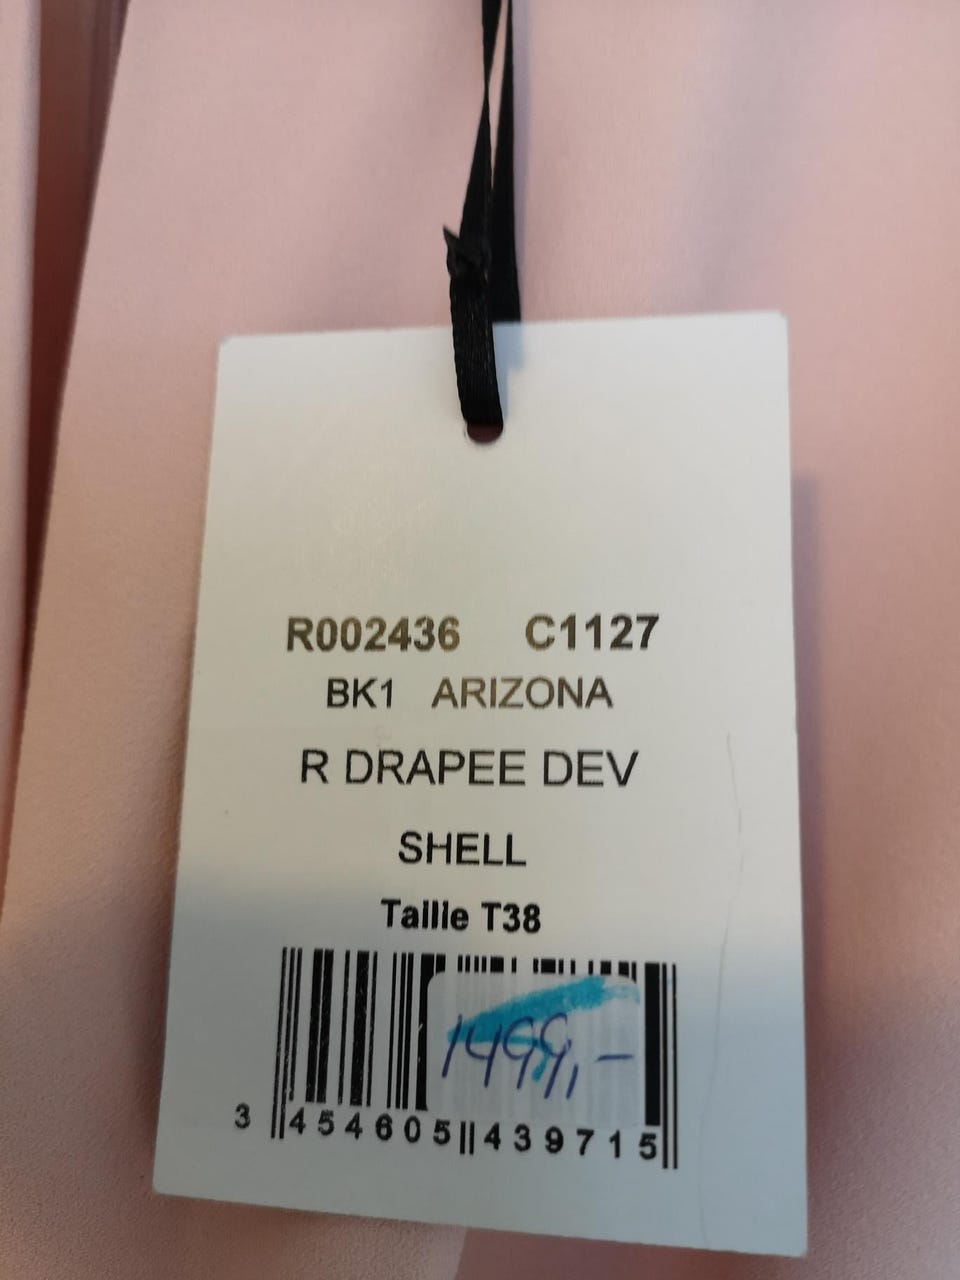 R002436 C1127
BK1 ARIZONA
R DRAPEE DEV
SHELL
Taille T38
1499,-
3 454605 439715